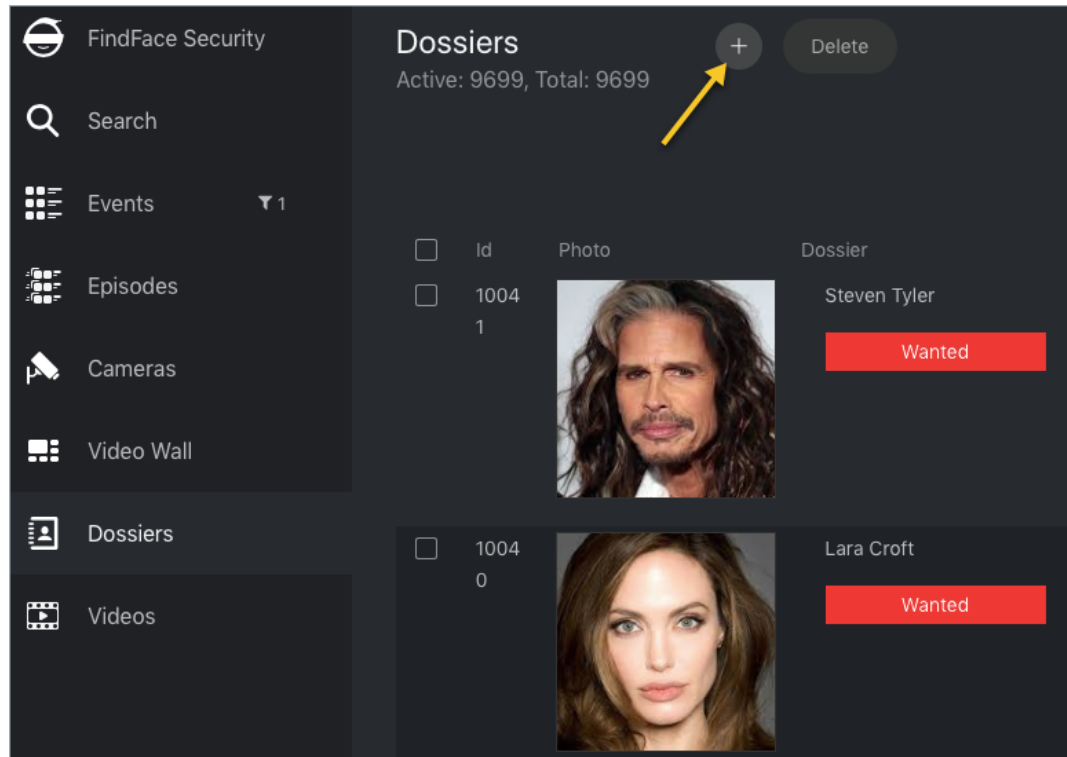 FindFace Security
Search
Events 1
Episodes
Cameras
Video Wall
Dossiers
Videos
Dossiers + Delete
Active: 9699, Total: 9699
Id Photo Dossier
1004 Steven Tyler
1
Wanted
1004 Lara Croft
0
Wanted